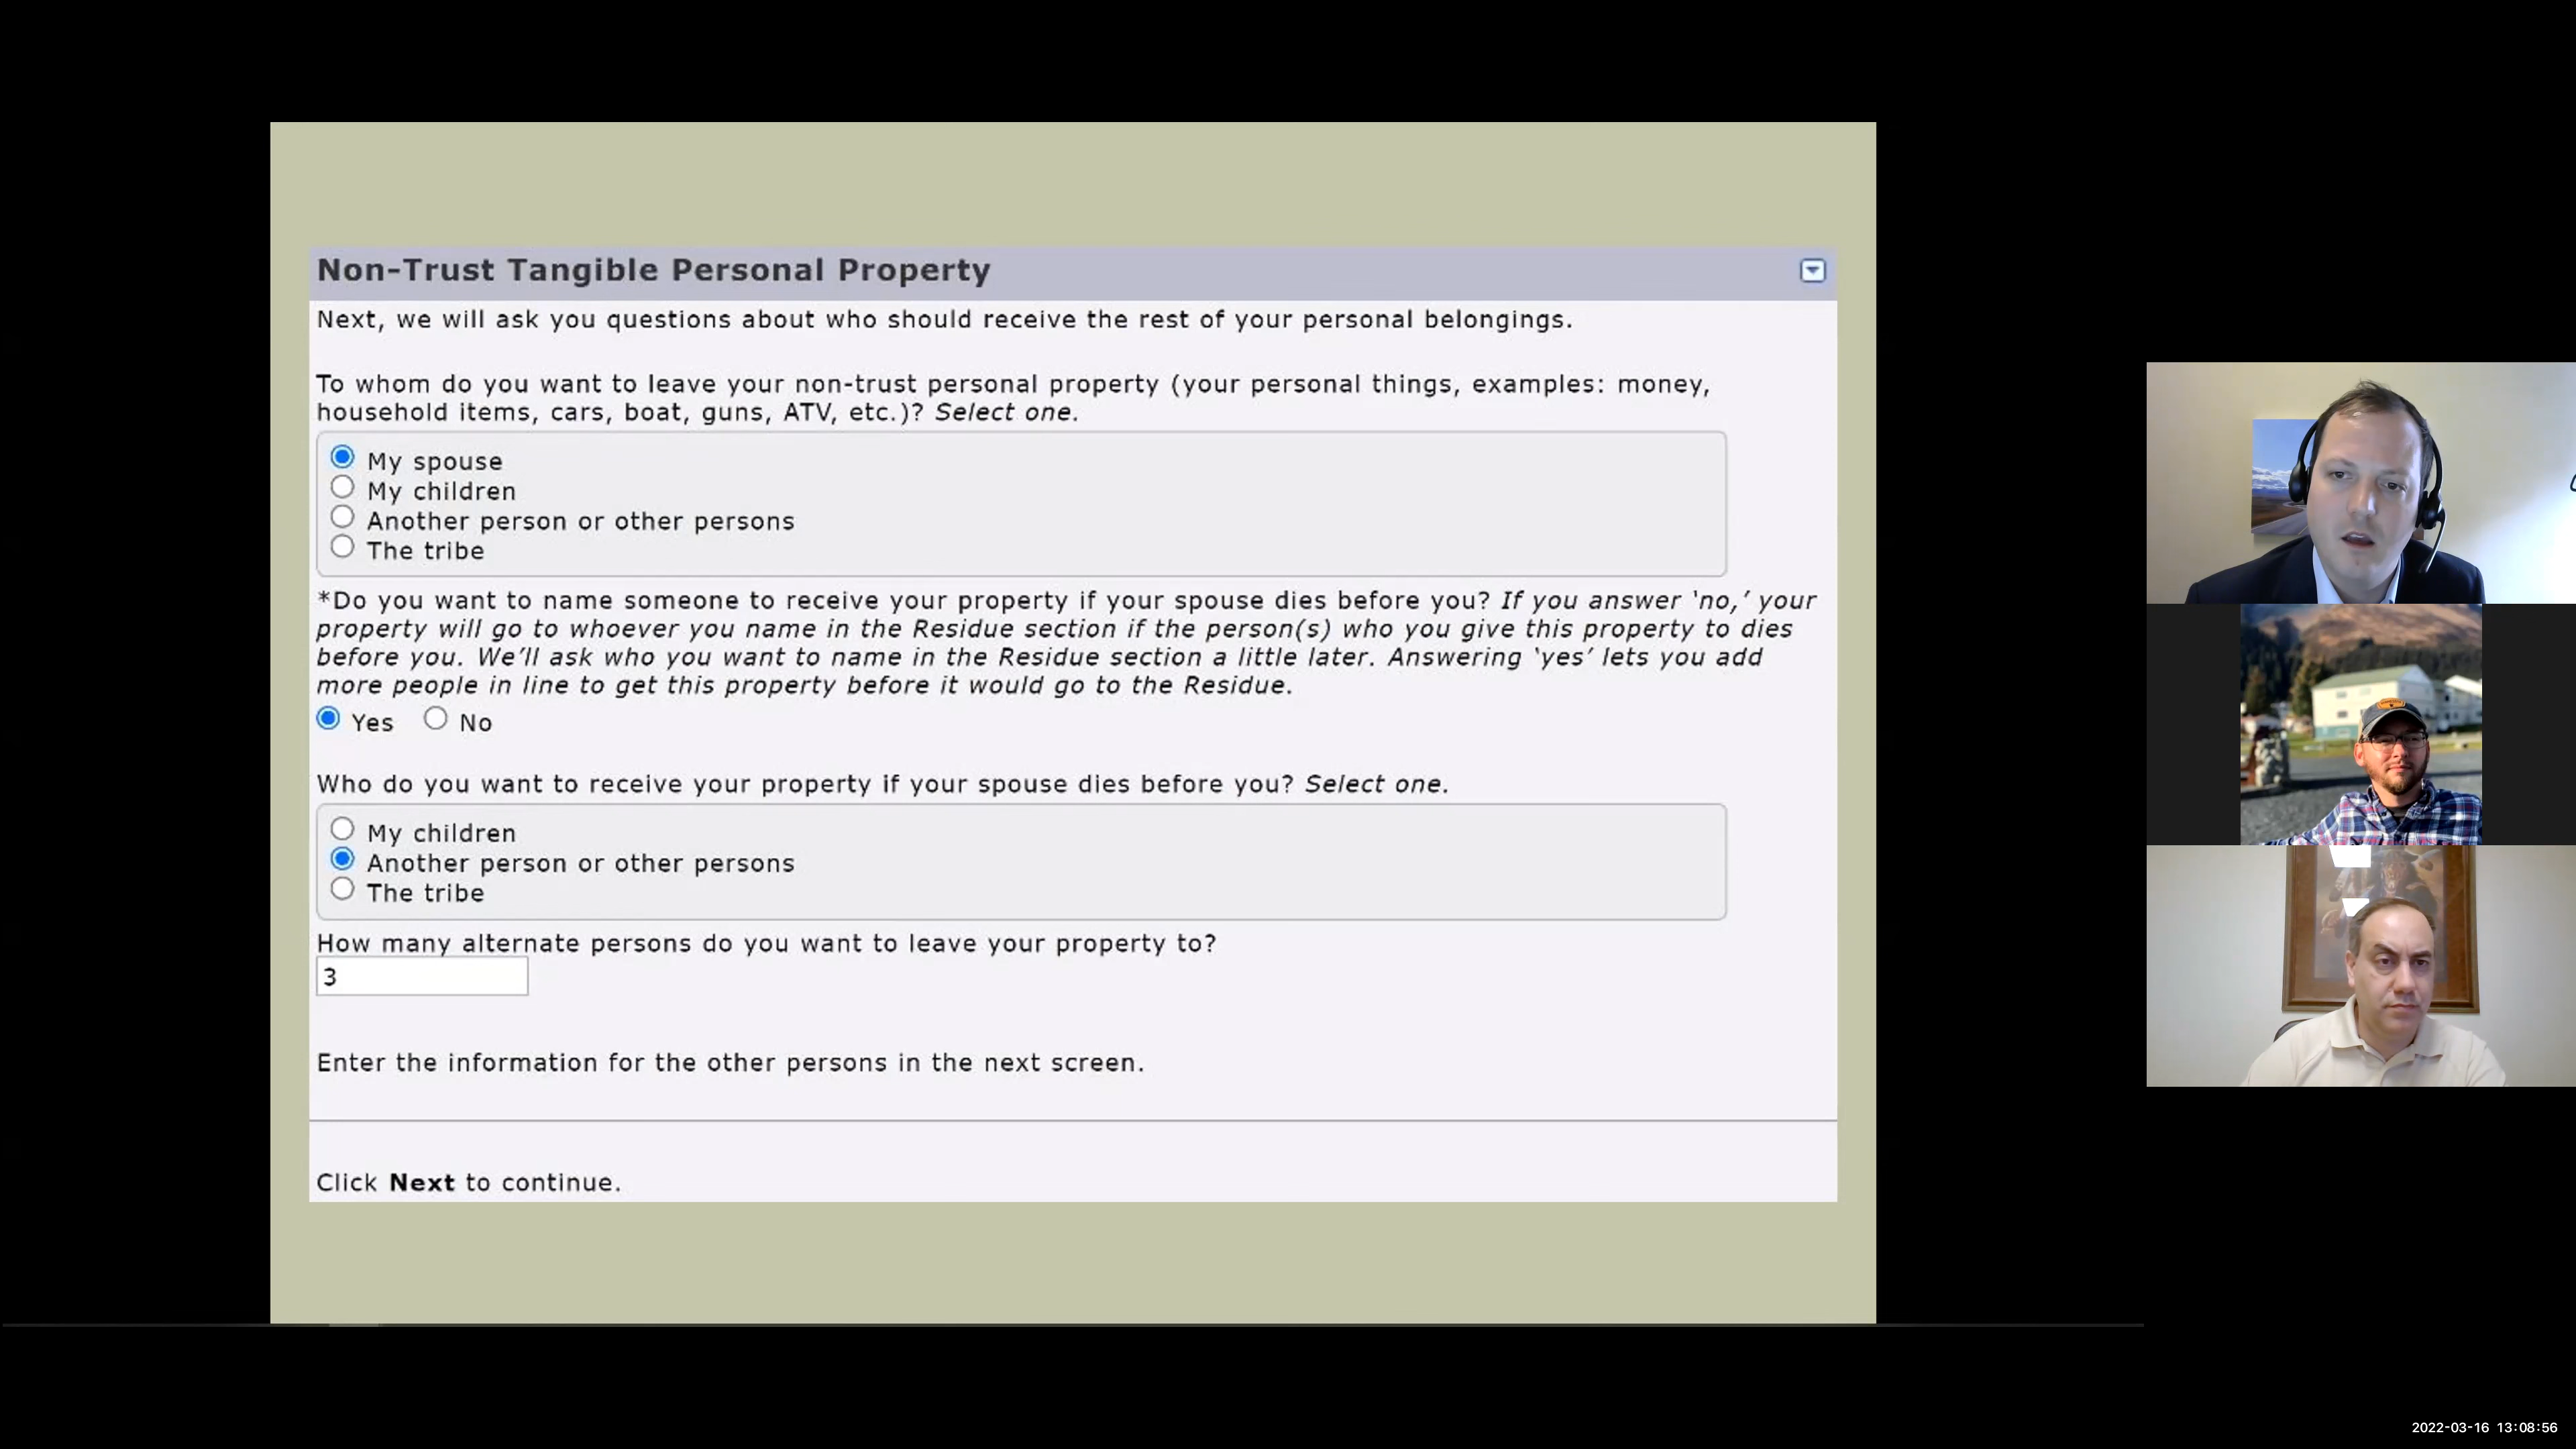 Non-Trust Tangible Personal Property
Next, we will ask you questions about who should receive the rest of your personal belongings.
To whom do you want to leave your non-trust personal property (your personal things, examples: money,
household items, cars, boat, guns, ATV, etc.)? Select one.
My spouse
My children
Another person or other persons
The tribe
*Do you want to name someone to receive your property if your spouse dies before you? If you answer ‘no,’ your
property will go to whoever you name in the Residue section if the person(s) who you give this property to dies
before you. We’ll ask who you want to name in the Residue section a little later. Answering ‘yes’ lets you add
more people in line to get this property before it would go to the Residue.
Yes No
Who do you want to receive your property if your spouse dies before you? Select one.
My children
Another person or other persons
The tribe
How many alternate persons do you want to leave your property to?
3
Enter the information for the other persons in the next screen.
Click Next to continue.
2022-03-16 13:08:56